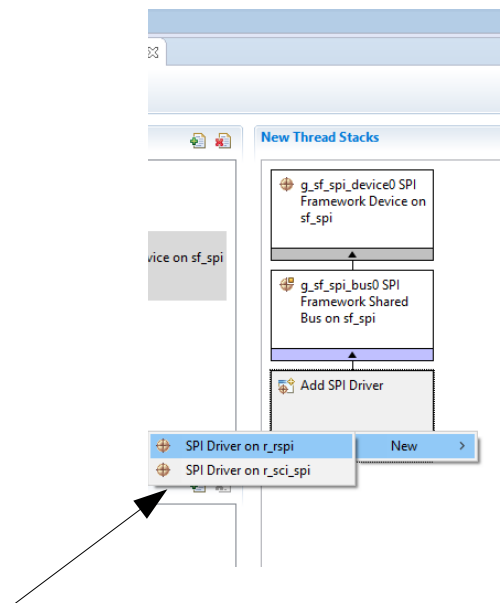 New Thread Stacks
g_sf_spi_device0 SPI
Framework Device on
sf_spi
vice on sf_spi
g_sf_spi_bus0 SPI
Framework Shared
Bus on sf_spi
Add SPI Driver
SPI Driver on r_rspi
New
SPI Driver on r_sci_spi